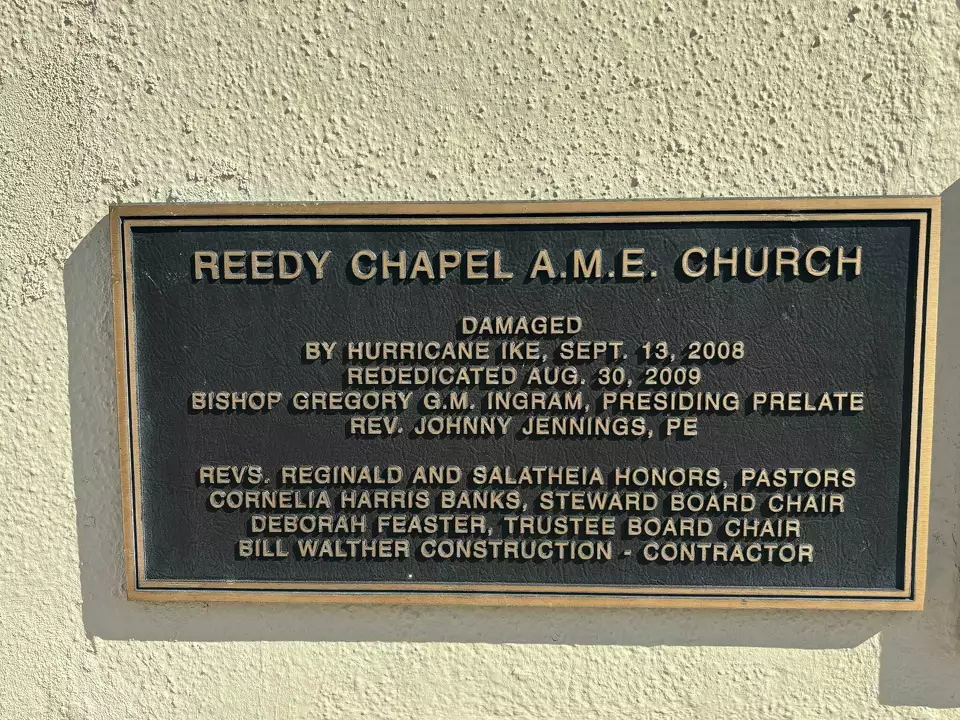 REEDY CHAPEL A.M.E. CHURCH
DAMAGED
BY HURRICANE IKE, SEPT. 13, 2008
REDEDICATED AUG. 30, 2009
BISHOP GREGORY G.M. INGRAM, PRESIDING PRELATE
REV. JOHNNY JENNINGS, PE
REVS. REGINALD AND SALATHEIA HONORS, PASTORS
CORNELIA HARRIS BANKS, STEWARD BOARD CHAIR
DEBORAH FEASTER, TRUSTEE BOARD CHAIR
BILL WALTHER CONSTRUCTION - CONTRACTOR